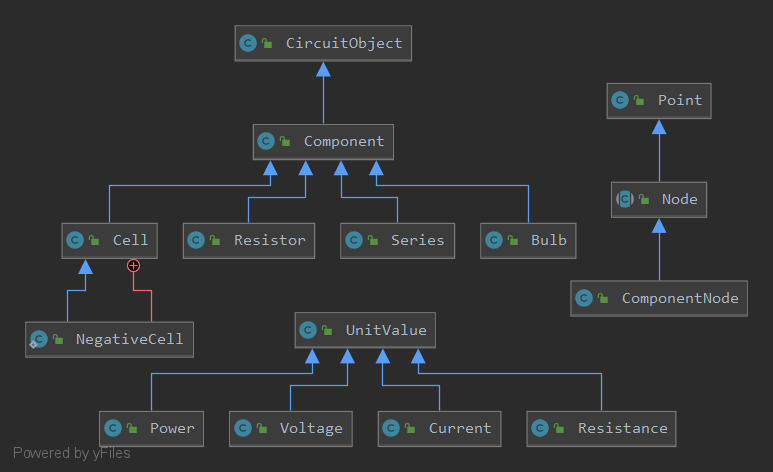 CircuitObject
Point
Component
Node
Cell
Resistor
Series
Bulb
ComponentNode
NegativeCell
UnitValue
Power
Voltage
Current
Resistance
Powered by yFiles